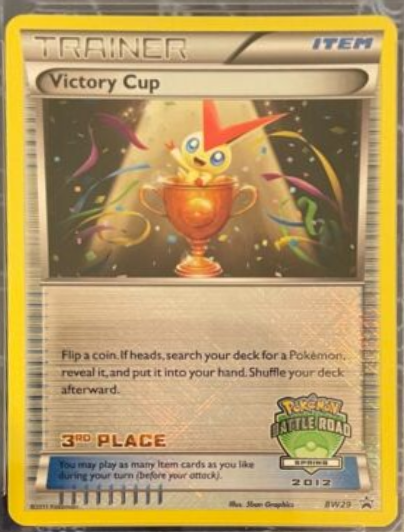 TRAINER
ITEM
Victory Cup
Flip a coin. If heads, search your deck for a Pokémon,
reveal it, and put it into your hand. Shuffle your deck
afterward.
3RD PLACE
POKéMON
BATTLE ROAD
SPRING
2012
You may play as many Item cards as you like
during your turn (before your attack).
©2011 Pokémon
Illus. Shan Graphics
BW29